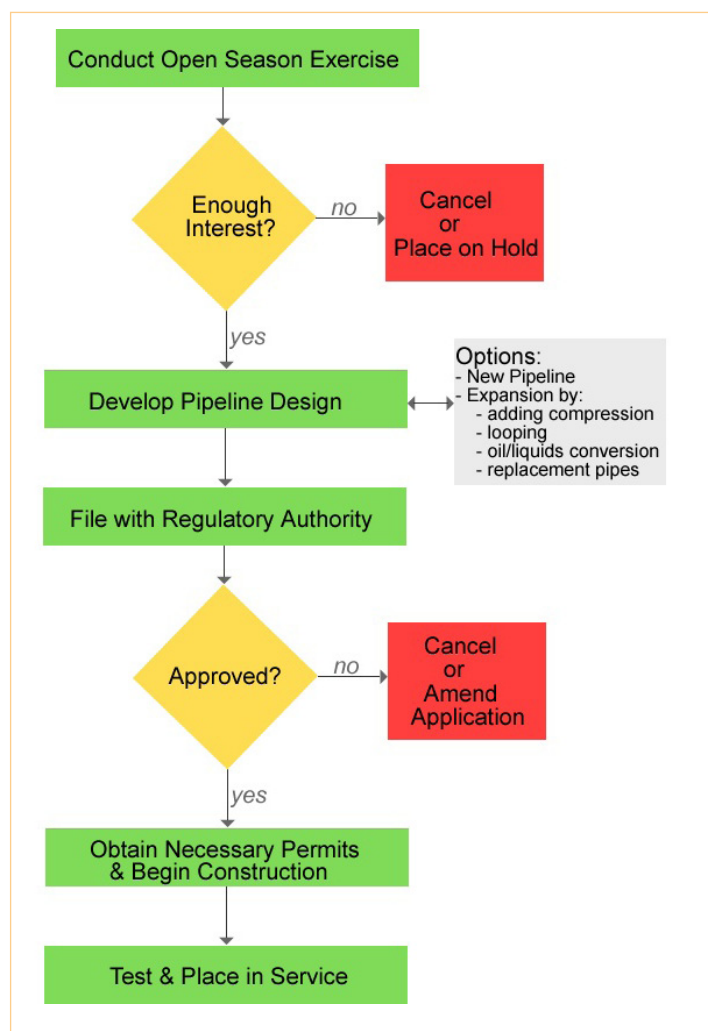 Conduct Open Season Exercise
Enough
Interest?
no
Cancel
or
Place on Hold
yes
Develop Pipeline Design
Options:
- New Pipeline
- Expansion by:
- adding compression
- looping
- oil/liquids conversion
- replacement pipes
File with Regulatory Authority
Approved?
no
Cancel
or
Amend
Application
yes
Obtain Necessary Permits
& Begin Construction
Test & Place in Service